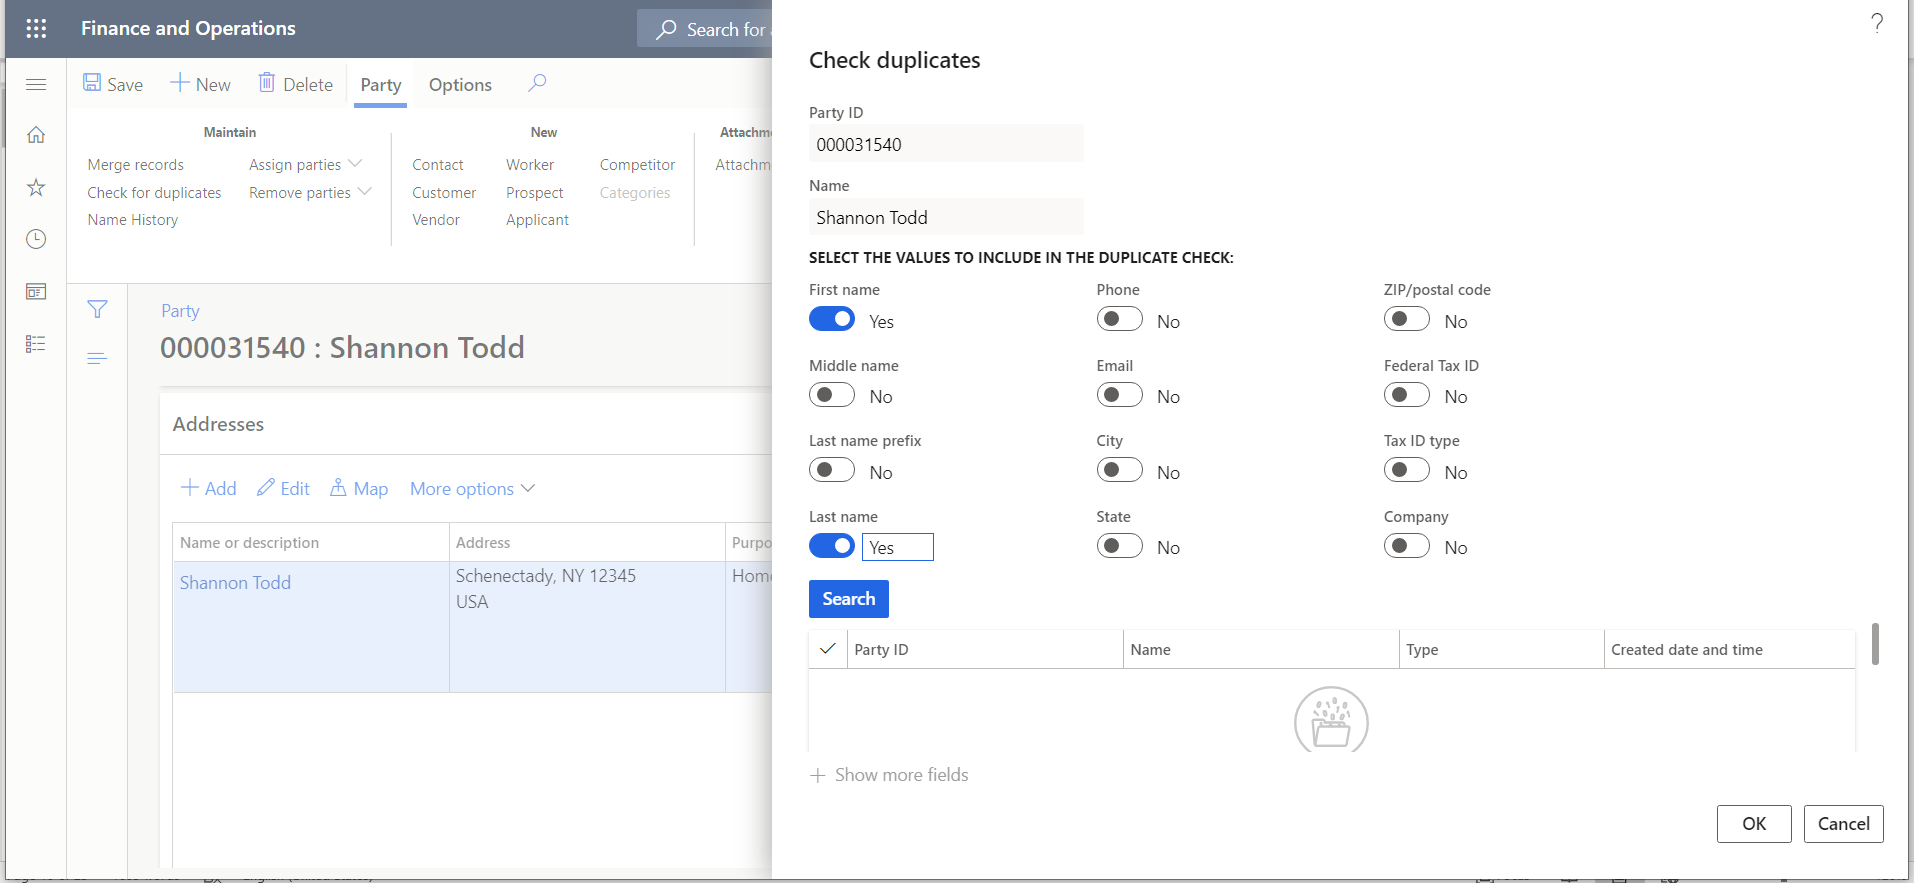 Finance and Operations
Search for
?
Save
New
Delete
Party
Options
Maintain
New
Merge records
Assign parties
Contact
Worker
Competitor
Check for duplicates
Remove parties
Customer
Prospect
Categories
Name History
Vendor
Applicant
Party
000031540 : Shannon Todd
Addresses
Add
Edit
Map
More options
Name or description
Address
Shannon Todd
Schenectady, NY 12345
USA
Check duplicates
Party ID
000031540
Name
Shannon Todd
SELECT THE VALUES TO INCLUDE IN THE DUPLICATE CHECK:
First name
Yes
Phone
No
ZIP/postal code
No
Middle name
No
Email
No
Federal Tax ID
No
Last name prefix
No
City
No
Tax ID type
No
Last name
Yes
State
No
Company
No
Search
Party ID
Name
Type
Created date and time
Show more fields
OK
Cancel